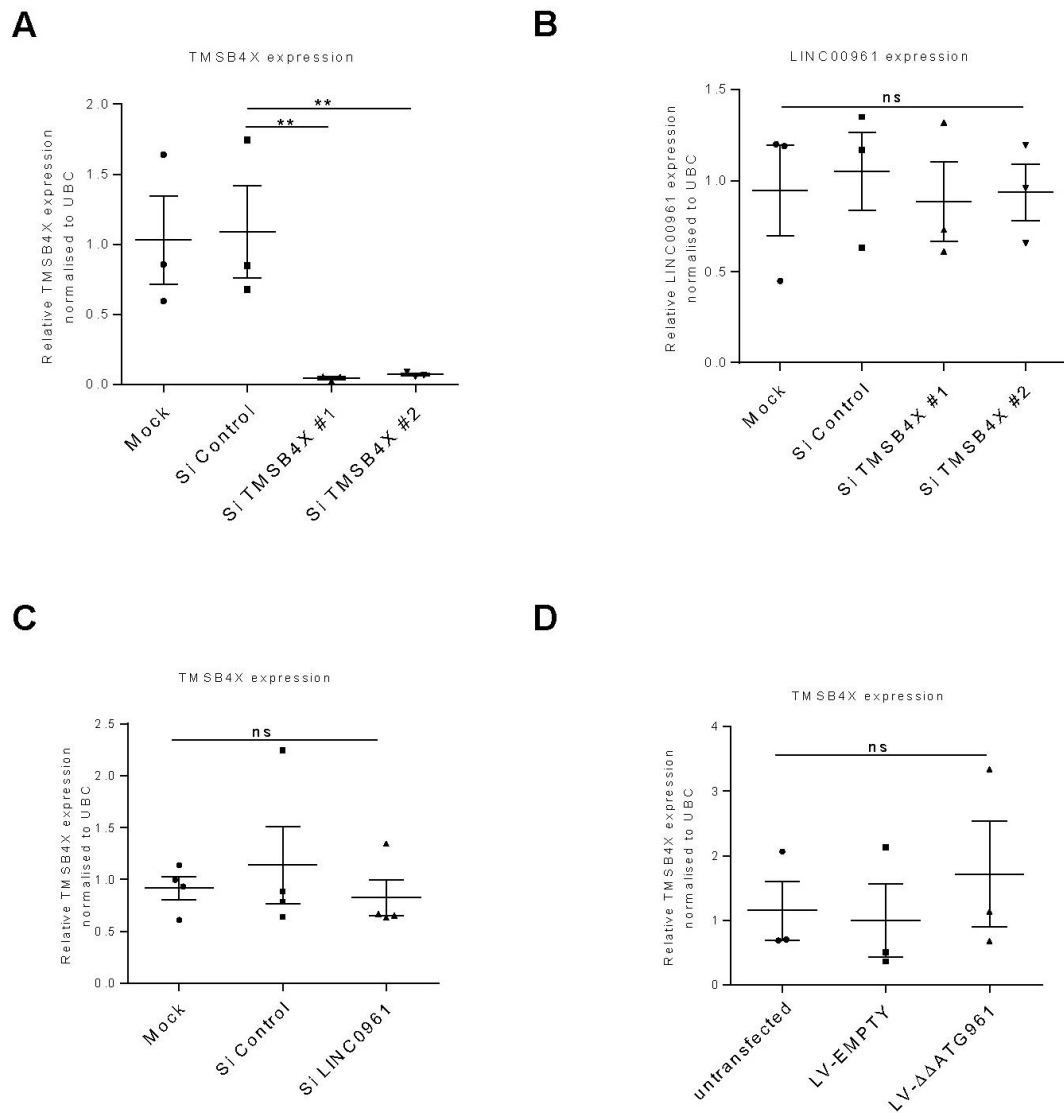 A
TMSB4X expression
Relative TMSB4X expression
normalised to UBC
2.0
1.5
1.0
0.5
0.0
**
**
Mock
Si Control
Si TMSB4X #1
Si TMSB4X #2
B
LINC00961 expression
Relative LINC00961 expression
normalised to UBC
1.5
1.0
0.5
0.0
ns
Mock
Si Control
Si TMSB4X #1
Si TMSB4X #2
C
TMSB4X expression
Relative TMSB4X expression
normalised to UBC
2.5
2.0
1.5
1.0
0.5
0.0
ns
Mock
Si Control
Si LINC0961
D
TMSB4X expression
Relative TMSB4X expression
normalised to UBC
4
3
2
1
0
ns
untransfected
LV-EMPTY
LV-ΔΔATG961